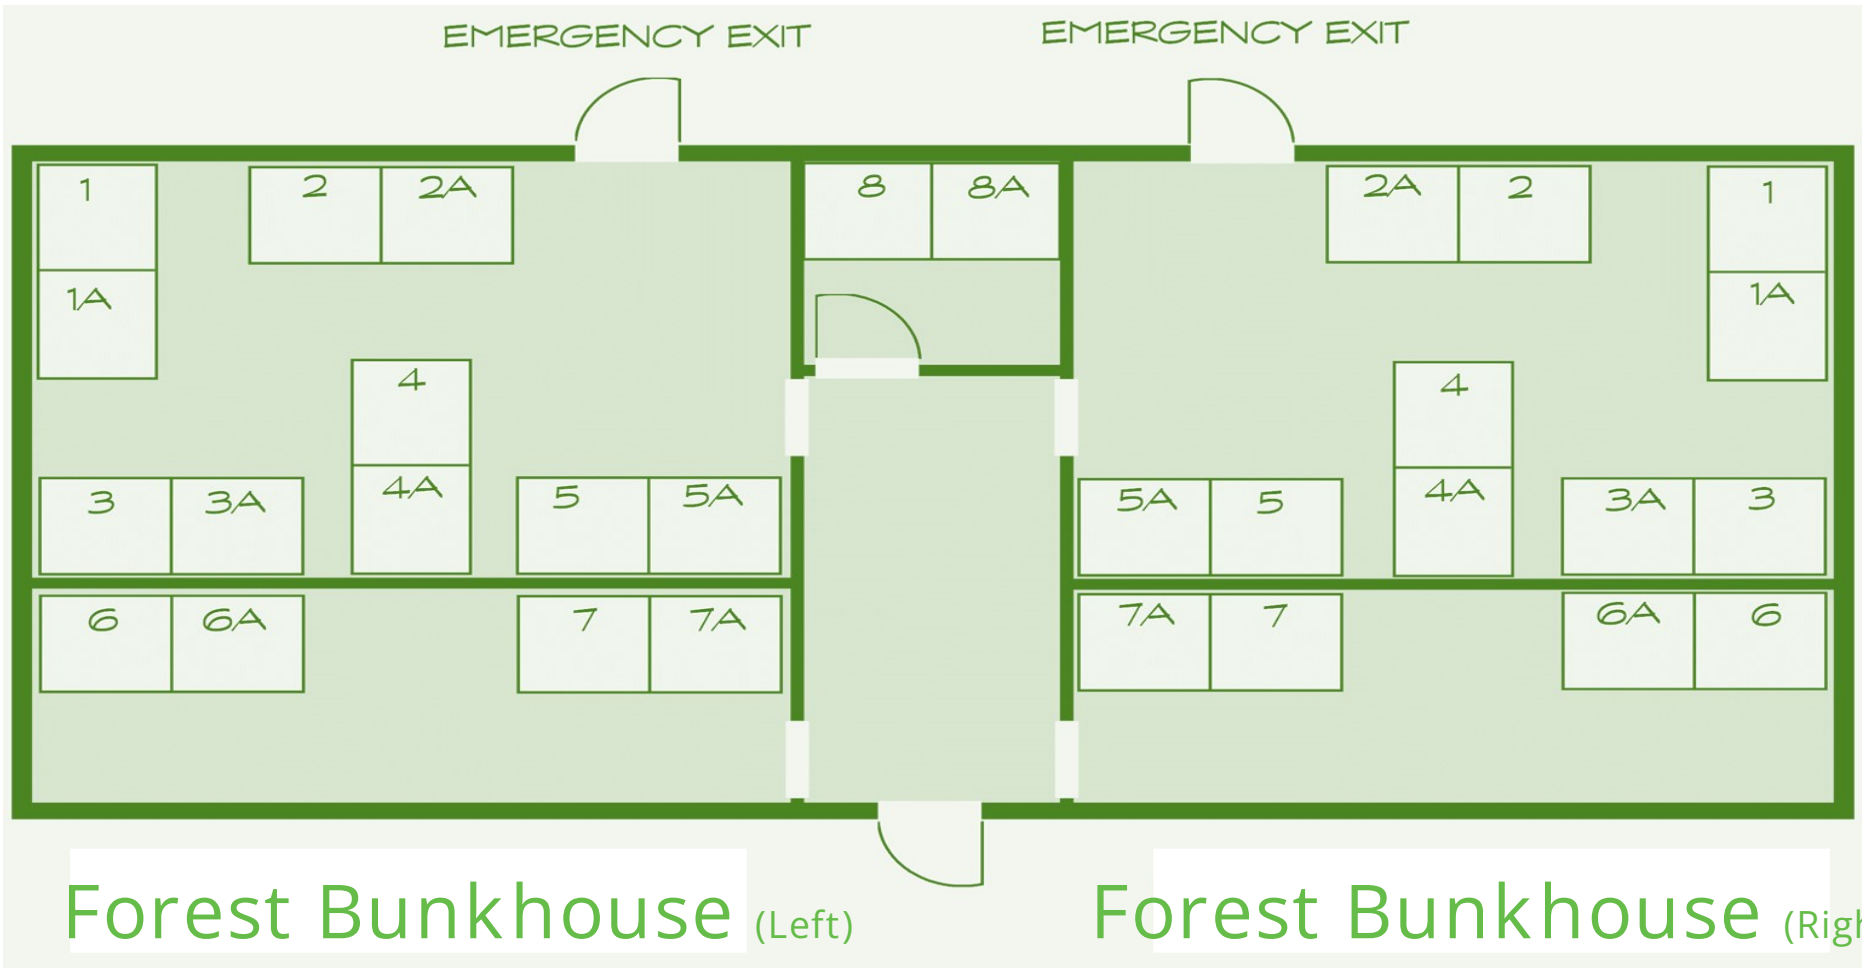 EMERGENCY EXIT EMERGENCY EXIT
1 2 2A 8 8A 2A 2 1
1A 1A
4 4
3 3A 4A 5 5A 5A 5 4A 3A 3
6 6A 7 7A 7A 7 6A 6
Forest Bunkhouse (Left) Forest Bunkhouse (Righ